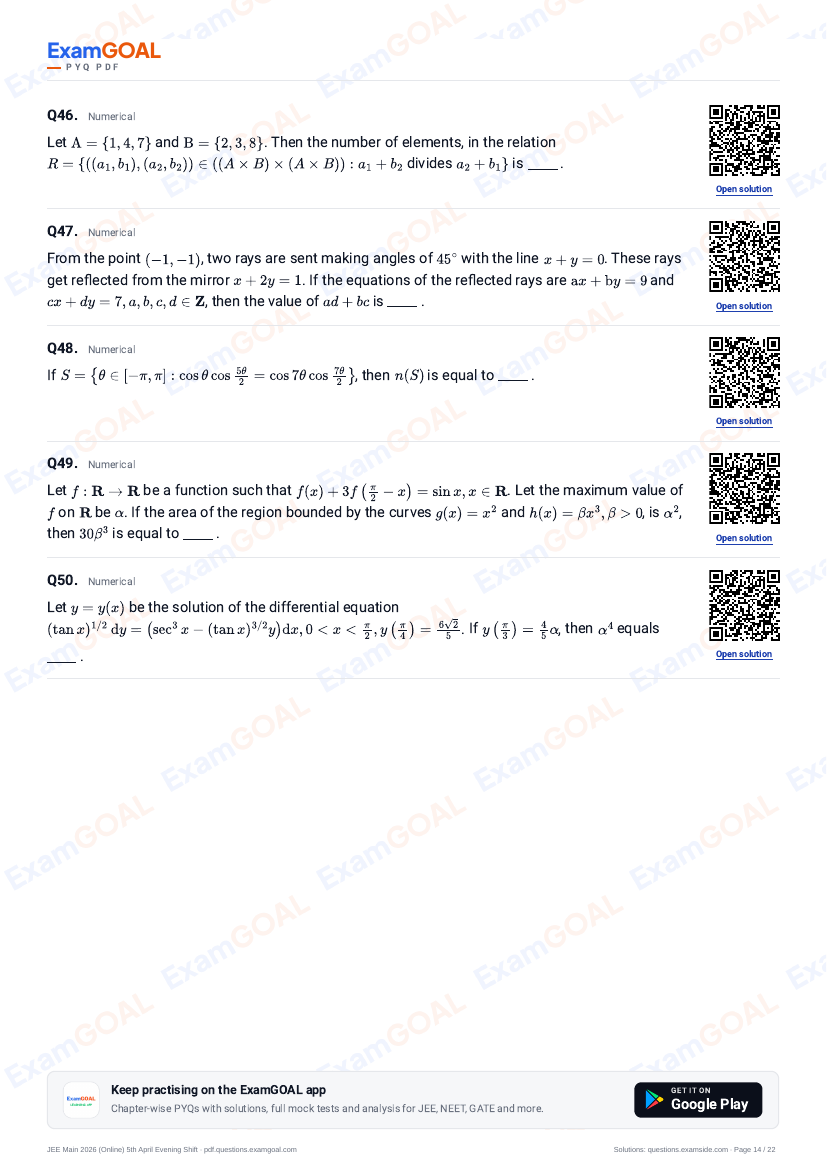 ExamGOAL
PYQ PDF
Q46. Numerical
Let A = {1, 4, 7} and B = {2, 3, 8}. Then the number of elements, in the relation
R = {((a₁, b₁), (a₂, b₂)) ∈ ((A × B) × (A × B)) : a₁ + b₂ divides a₂ + b₁} is ____ .
Open solution
Q47. Numerical
From the point (−1, −1), two rays are sent making angles of 45° with the line x + y = 0. These rays
get reflected from the mirror x + 2y = 1. If the equations of the reflected rays are ax + by = 9 and
cx + dy = 7, a, b, c, d ∈ Z, then the value of ad + bc is ____ .
Open solution
Q48. Numerical
If S = {θ ∈ [−π, π] : cos θ cos 5θ/2 = cos 7θ cos 7θ/2}, then n(S) is equal to ____ .
Open solution
Q49. Numerical
Let f : R → R be a function such that f(x) + 3f (π/2 − x) = sin x, x ∈ R. Let the maximum value of
f on R be α. If the area of the region bounded by the curves g(x) = x² and h(x) = βx³, β > 0, is α²,
then 30β³ is equal to ____ .
Open solution
Q50. Numerical
Let y = y(x) be the solution of the differential equation
(tan x)^{1/2} dy = (sec³ x − (tan x)^{3/2} y) dx, 0 < x < π/2, y (π/4) = 6√2/5. If y (π/3) = 4/5 α, then α⁴ equals
____ .
Open solution
Keep practising on the ExamGOAL app
Chapter-wise PYQs with solutions, full mock tests and analysis for JEE, NEET, GATE and more.
GET IT ON
Google Play
JEE Main 2026 (Online) 5th April Evening Shift · pdf.questions.examgoal.com
Solutions: questions.examside.com · Page 14 / 22